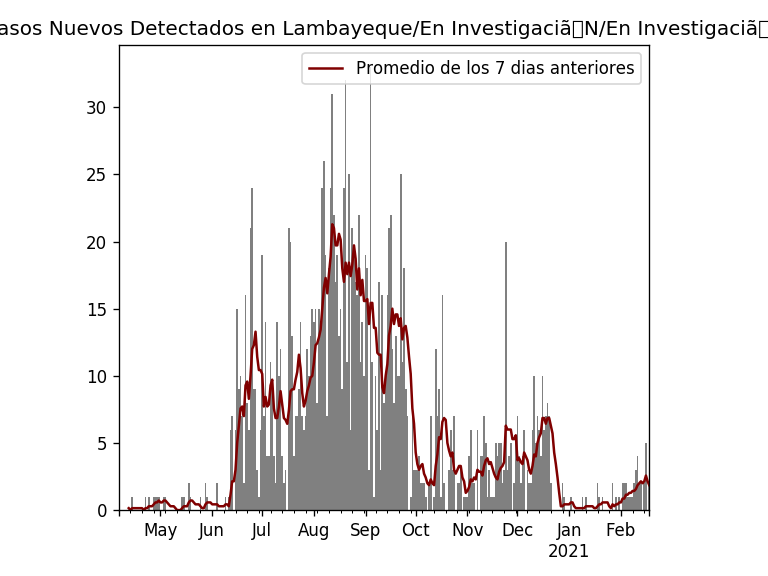 asos Nuevos Detectados en Lambayeque/En Investigaciã▯N/En Investigaciã▯
Promedio de los 7 dias anteriores
30
25
20
15
10
5
0
May Jun Jul Aug Sep Oct Nov Dec Jan Feb
2021